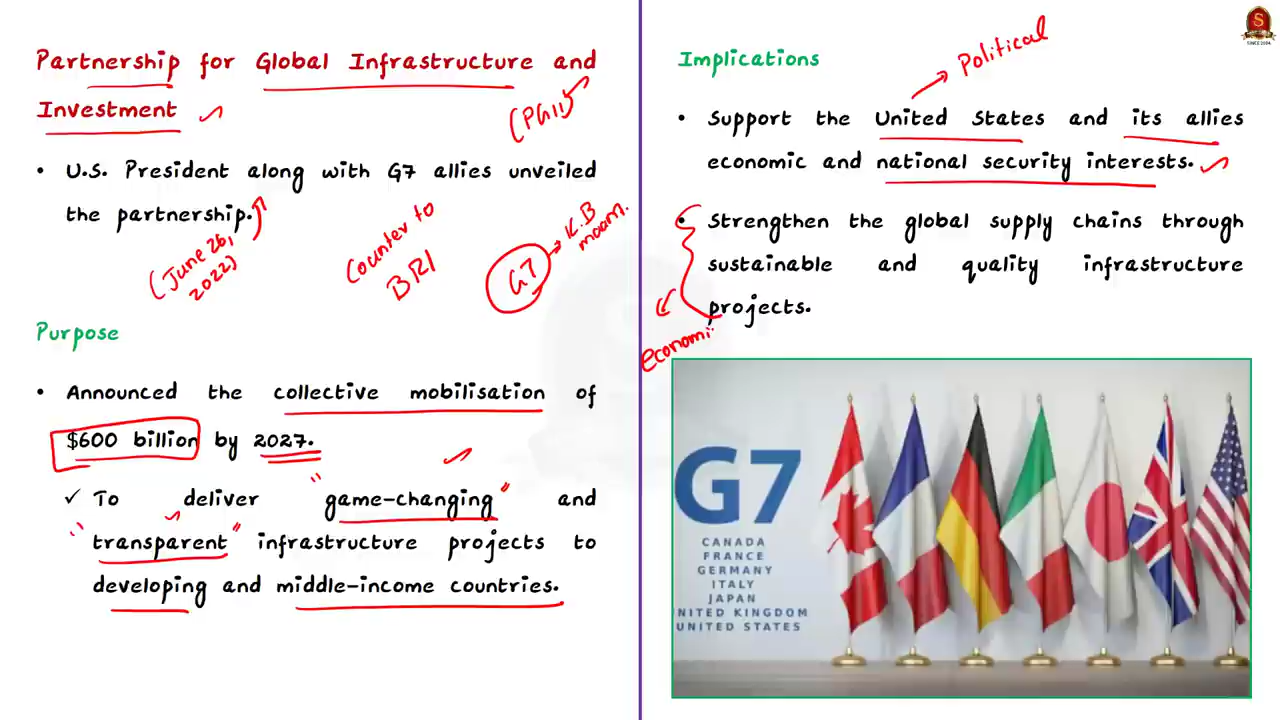 Partnership for Global Infrastructure and
Investment
(PGII)
• U.S. President along with G7 allies unveiled
the partnership.
(June 26,
2022)
Counter to
BRI
G7 → K.B
Purpose
• Announced the collective mobilisation of
$600 billion by 2027.
✓ To deliver "game-changing" and
"transparent" infrastructure projects to
developing and middle-income countries.
S
SINCE 2004
Implications
Political
• Support the United States and its allies
economic and national security interests.
• Strengthen the global supply chains through
sustainable and quality infrastructure
projects.
Economi
G7
CANADA
FRANCE
GERMANY
ITALY
JAPAN
UNITED KINGDOM
UNITED STATES